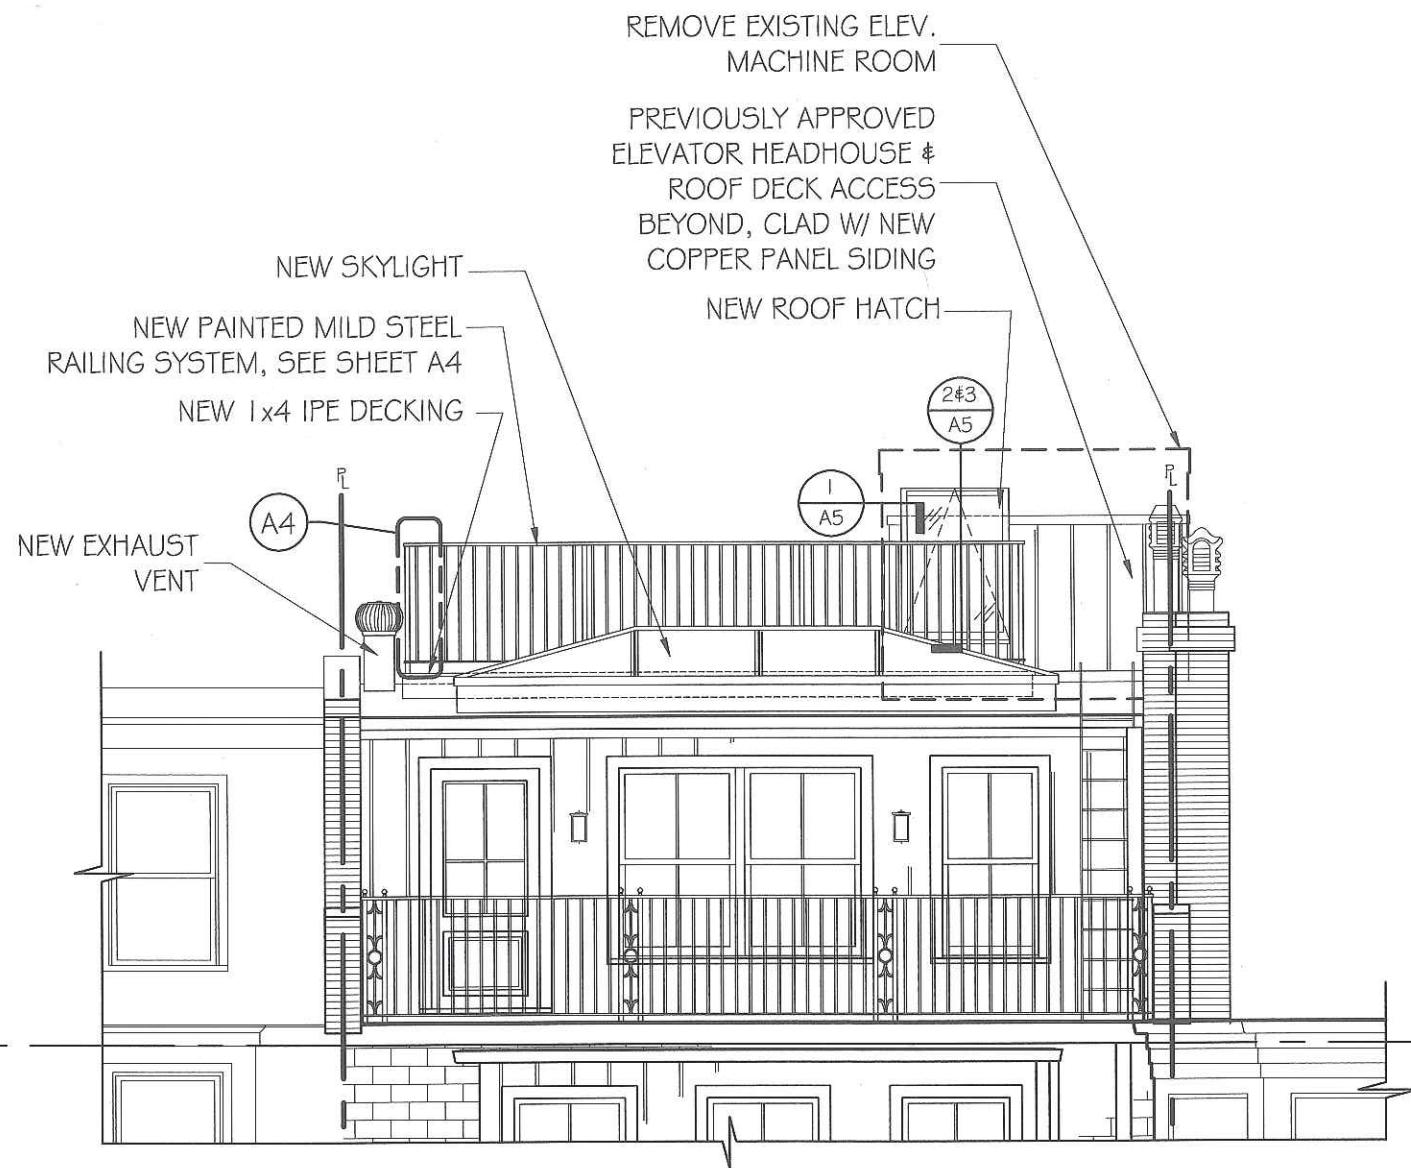 REMOVE EXISTING ELEV.
MACHINE ROOM
PREVIOUSLY APPROVED
ELEVATOR HEADHOUSE &
ROOF DECK ACCESS
BEYOND, CLAD W/ NEW
COPPER PANEL SIDING
NEW SKYLIGHT
NEW ROOF HATCH
NEW PAINTED MILD STEEL
RAILING SYSTEM, SEE SHEET A4
NEW 1x4 IPE DECKING
2&3
A5
PL
PL
1
A5
A4
NEW EXHAUST
VENT